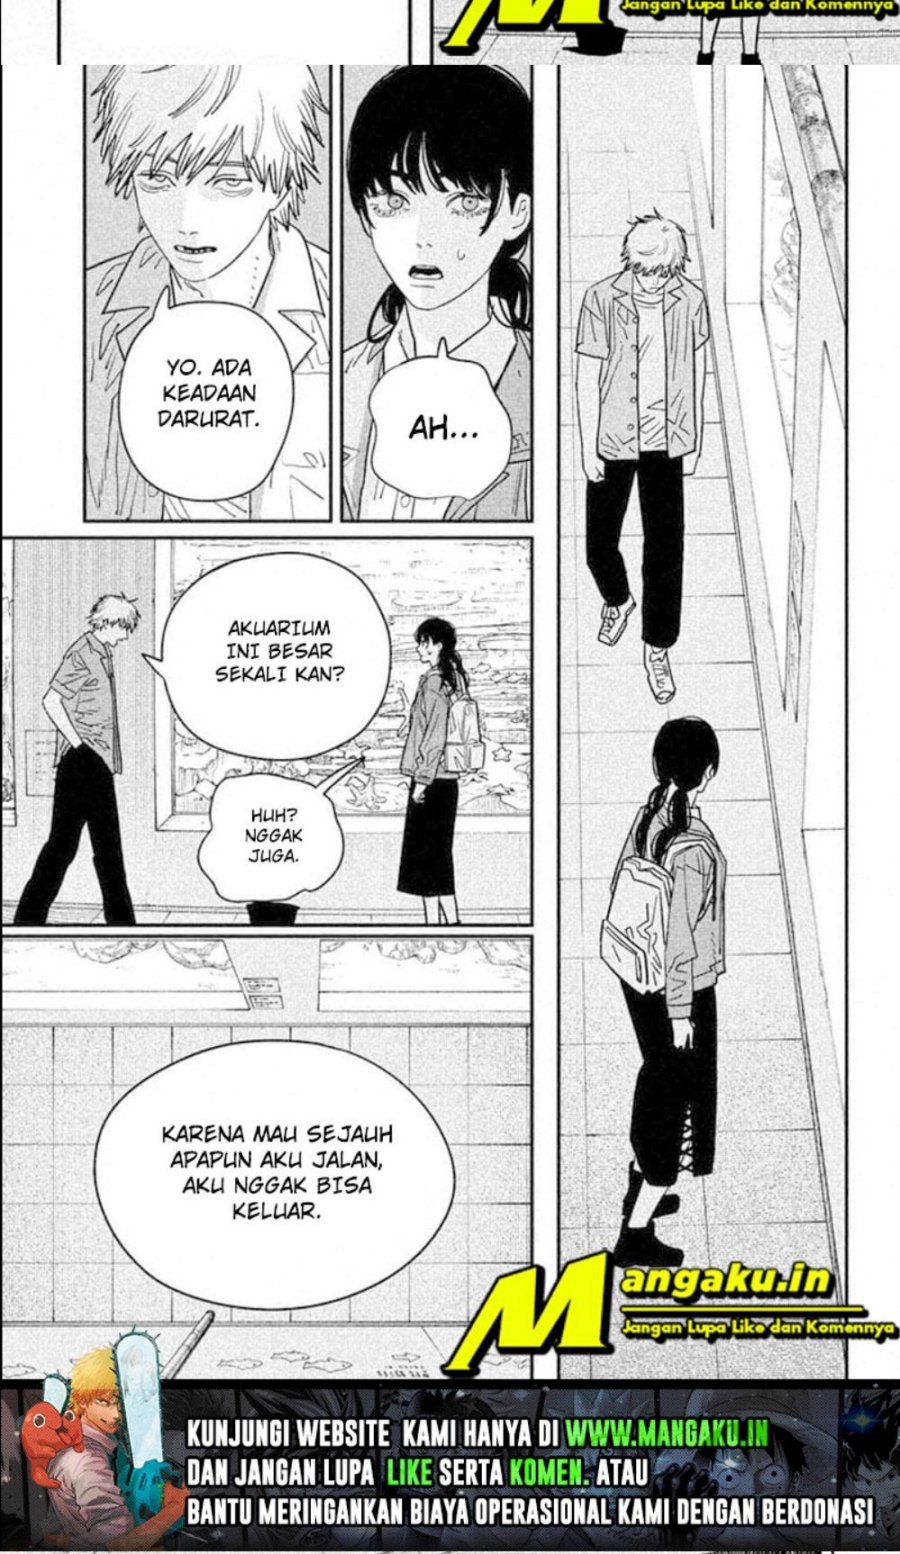 Jangan Lupa Like dan Komennya
YO. ADA
KEADAAN
DARURAT.
AH...
AKUARIUM
INI BESAR
SEKALI KAN?
HUH?
NGGAK
JUGA.
KARENA MAU SEJAUH
APAPUN AKU JALAN,
AKU NGGAK BISA
KELUAR.
Mangaku.in
Jangan Lupa Like dan Komennya
KUNJUNGI WEBSITE KAMI HANYA DI WWW.MANGAKU.IN
DAN JANGAN LUPA LIKE SERTA KOMEN. ATAU
BANTU MERINGANKAN BIAYA OPERASIONAL KAMI DENGAN BERDONASI